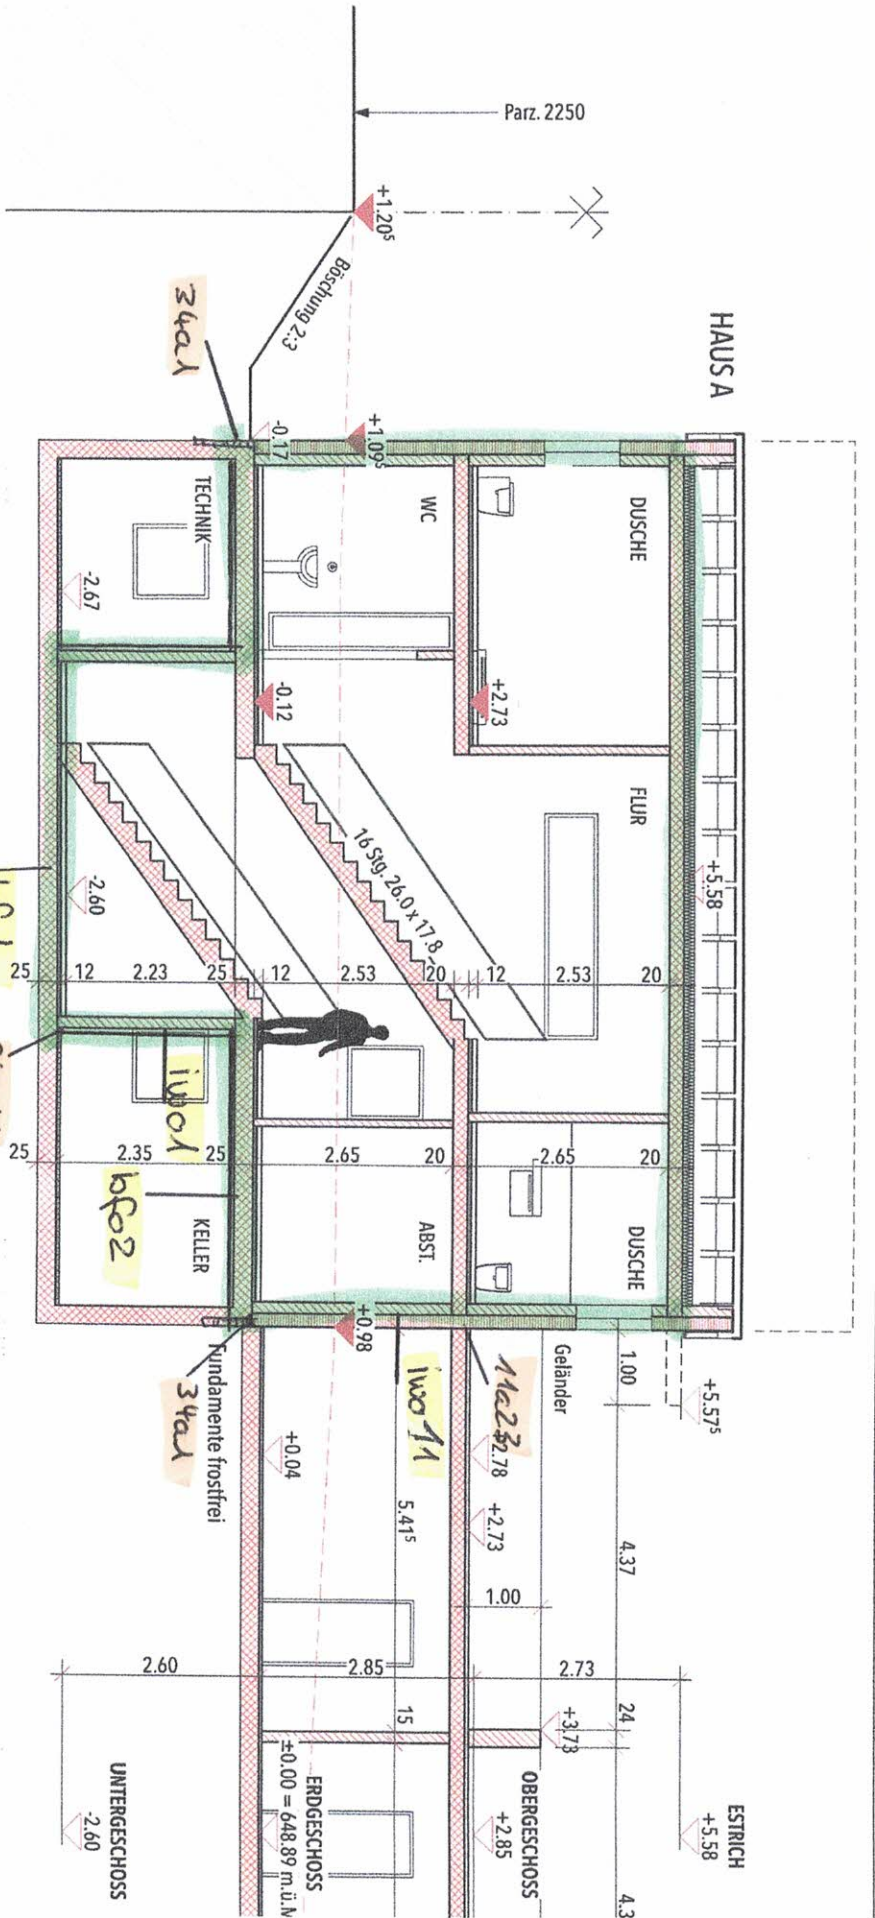 HAUS A
Parz. 2250
+1.20⁵
Böschung 2:3
34a1
-0.17
+1.09⁵
DUSCHE
WC
TECHNIK
-2.67
+2.73
-0.12
FLUR
+5.58
16 Stg. 26.0 x 17.8
-2.60
25 12 2.23 25 12 2.53 20 12 2.53 20
iwo1
bfo2
25 2.35 25 2.65 20 2.65 20
KELLER
ABST.
DUSCHE
+0.98
34a1
Fundamente frostfrei
iwo11
11a23
Geländer
1.00
+5.57⁵
+0.04
+2.78
+2.73
5.41⁵
4.37
1.00
2.60 2.85 2.73
15
24
+3.73
ESTRICH
+5.58
OBERGESCHOSS
+2.85
ERDGESCHOSS
±0.00 = 648.89 m.ü.M
UNTERGESCHOSS
-2.60
4.3